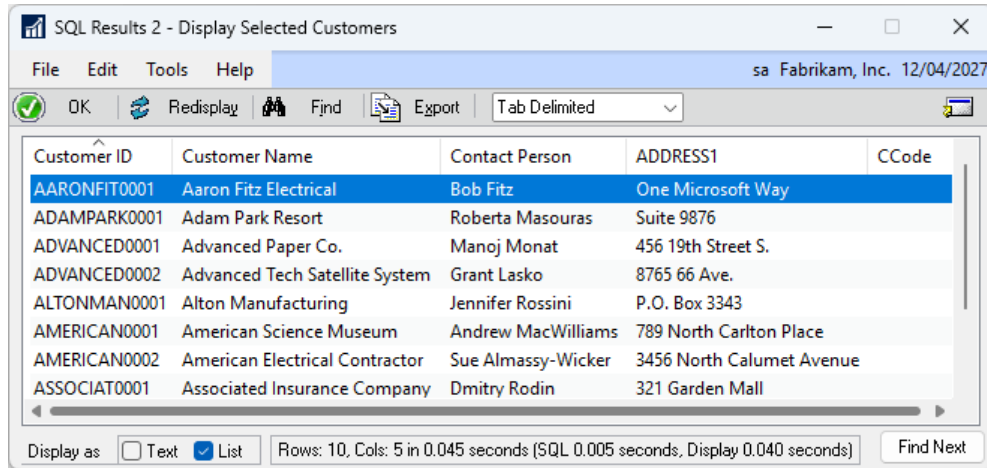 SQL Results 2 - Display Selected Customers
File Edit Tools Help sa Fabrikam, Inc. 12/04/2027
OK Redisplay Find Export Tab Delimited
Customer ID Customer Name Contact Person ADDRESS1 CCode
AARONFIT0001 Aaron Fitz Electrical Bob Fitz One Microsoft Way
ADAMPARK0001 Adam Park Resort Roberta Masouras Suite 9876
ADVANCED0001 Advanced Paper Co. Manoj Monat 456 19th Street S.
ADVANCED0002 Advanced Tech Satellite System Grant Lasko 8765 66 Ave.
ALTONMAN0001 Alton Manufacturing Jennifer Rossini P.O. Box 3343
AMERICAN0001 American Science Museum Andrew MacWilliams 789 North Carlton Place
AMERICAN0002 American Electrical Contractor Sue Almassy-Wicker 3456 North Calumet Avenue
ASSOCIAT0001 Associated Insurance Company Dmitry Rodin 321 Garden Mall
Display as Text List Rows: 10, Cols: 5 in 0.045 seconds (SQL 0.005 seconds, Display 0.040 seconds) Find Next